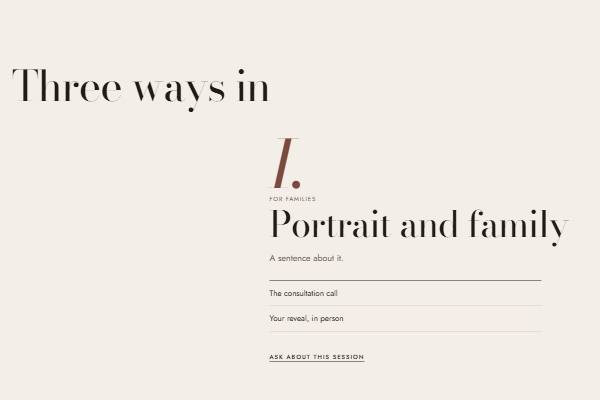 Three ways in
I.
FOR FAMILIES
Portrait and family
A sentence about it.
The consultation call
Your reveal, in person
ASK ABOUT THIS SESSION